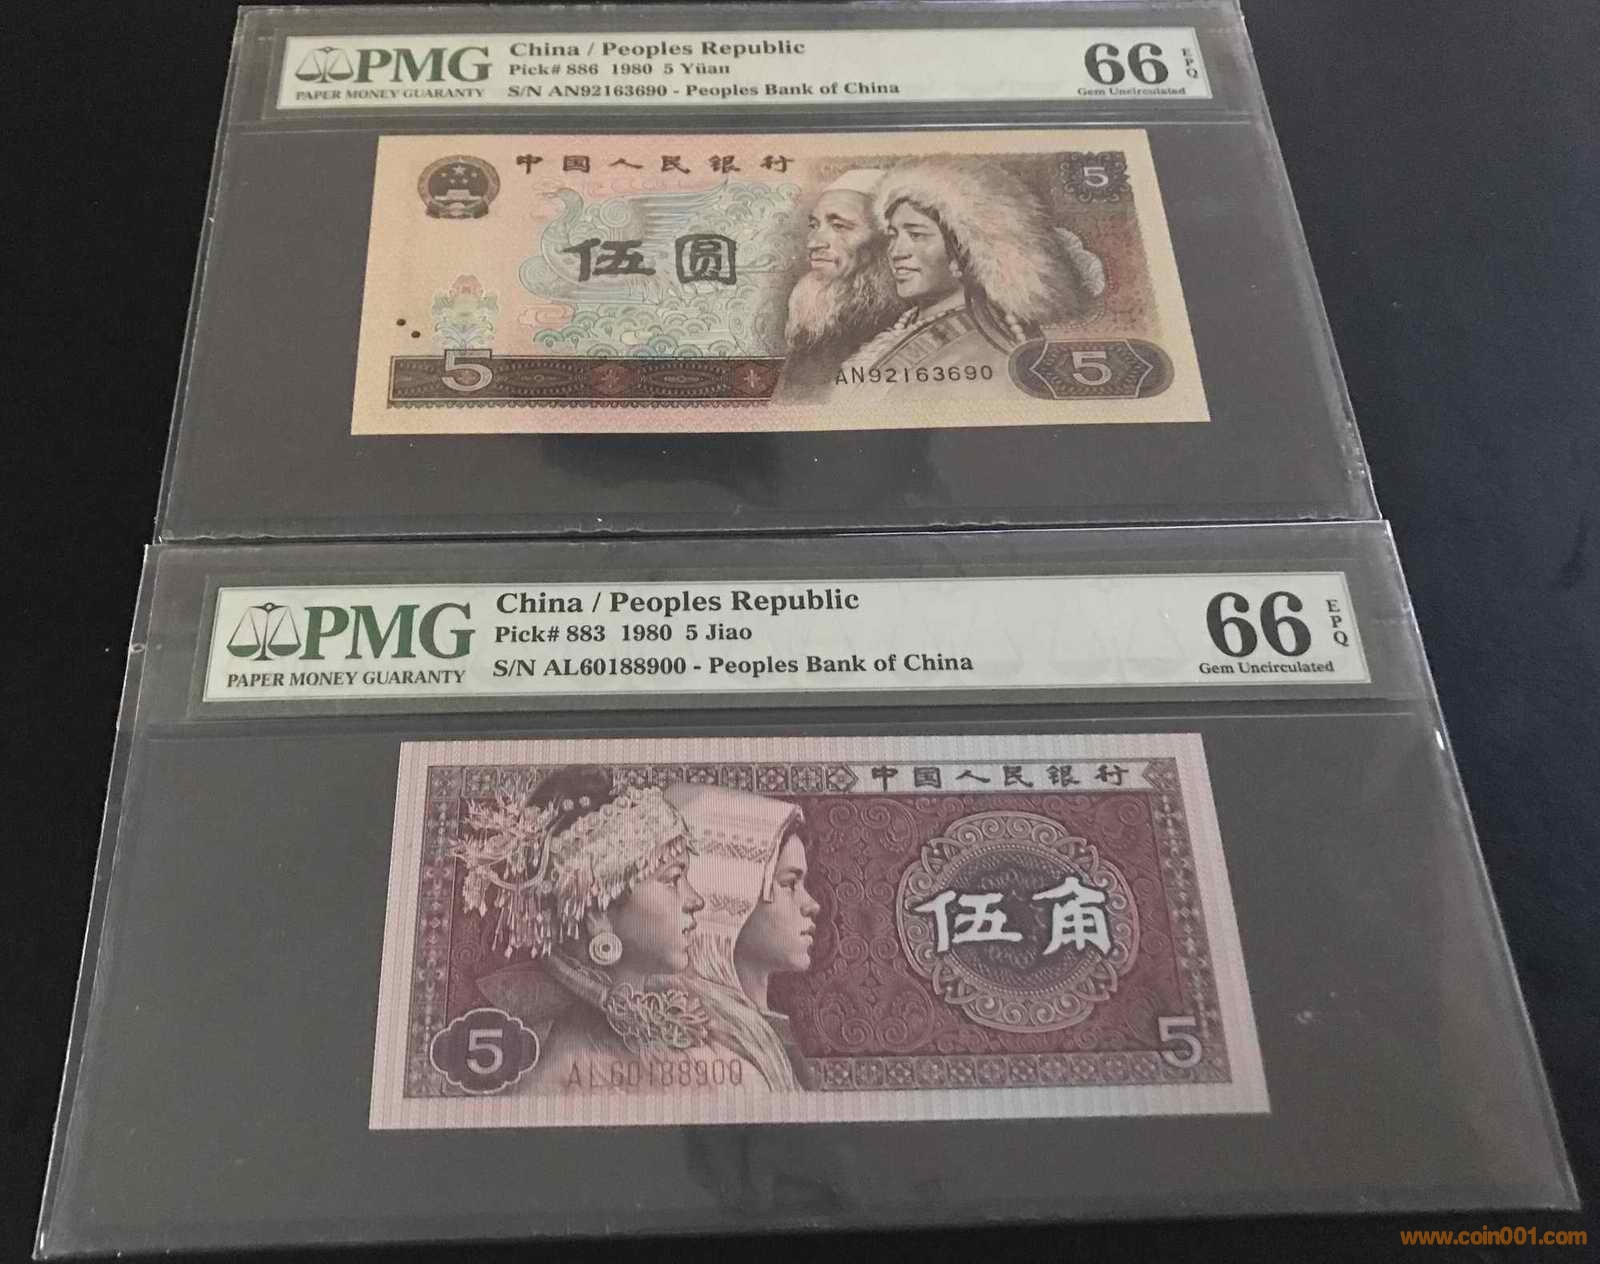 PMG
PAPER MONEY GUARANTY
China / Peoples Republic
Pick# 886 1980 5 Yüan
S/N AN92163690 - Peoples Bank of China
66 EPQ
Gem Uncirculated
中国人民银行
5
伍圆
AN92163690
5
5
PMG
PAPER MONEY GUARANTY
China / Peoples Republic
Pick# 883 1980 5 Jiao
S/N AL60188900 - Peoples Bank of China
66 EPQ
Gem Uncirculated
中国人民银行
伍角
5
AL60188900
5
www.coin001.com